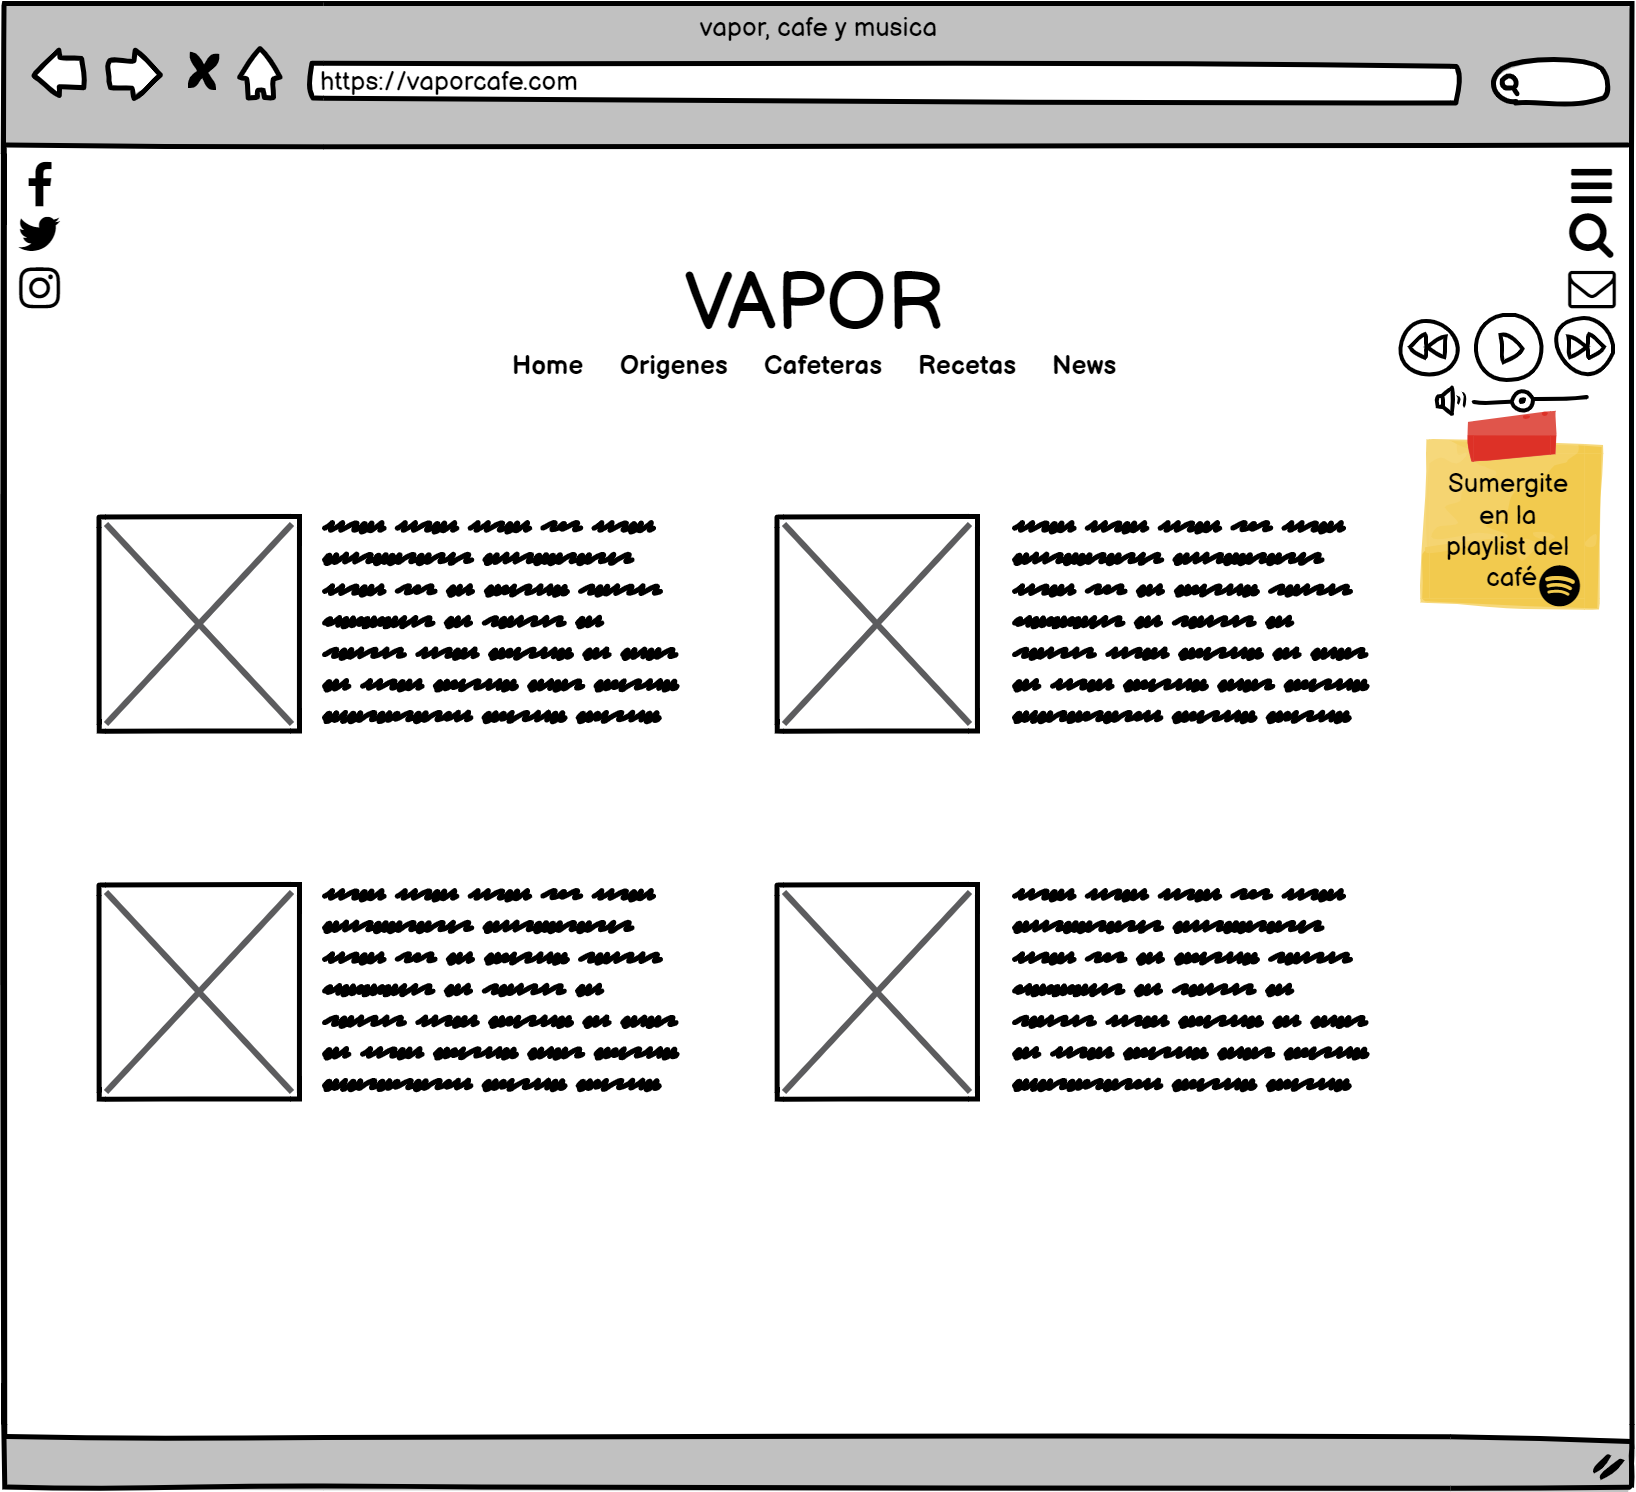 vapor, cafe y musica
https://vaporcafe.com
VAPOR
Home Origenes Cafeteras Recetas News
Sumergite
en la
playlist del
café